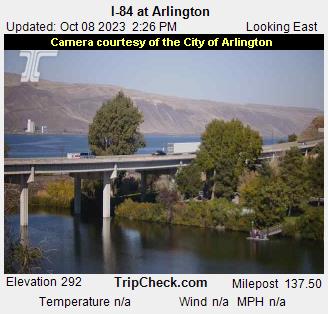 I-84 at Arlington
Updated: Oct 08 2023 2:26 PM Looking East
Camera courtesy of the City of Arlington
Elevation 292 TripCheck.com Milepost 137.50
Temperature n/a Wind n/a MPH n/a